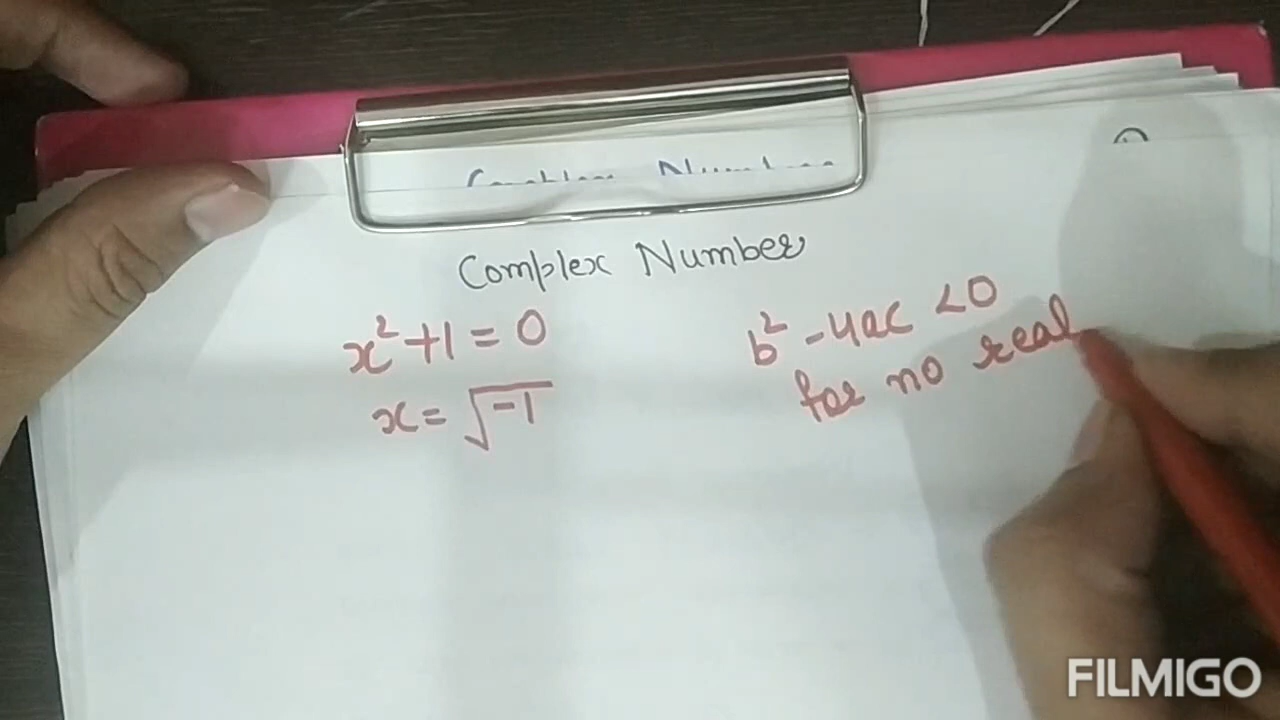 Complex Number
x² + 1 = 0
x = √-1
b² - 4ac < 0
for no real
FILMIGO